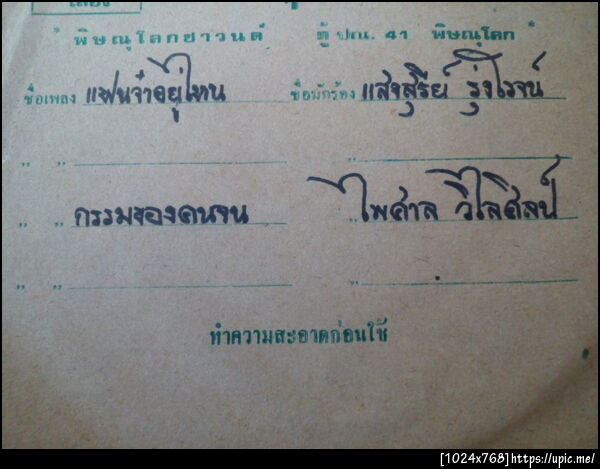 " พิษณุโลกยาวนต์ ตู้ ปณ. 41 พิษณุโลก "
ชื่อเพลง แฟนจ๋าอยู่ไหน ชื่อนักร้อง แสงสุรีย์ รุ่งโรจน์
" "
" " กรรมของคนจน " ไพศาล วิไลศิลป์
" " "
ทำความสะอาดก่อนใช้
[1024x768]https://upic.me/